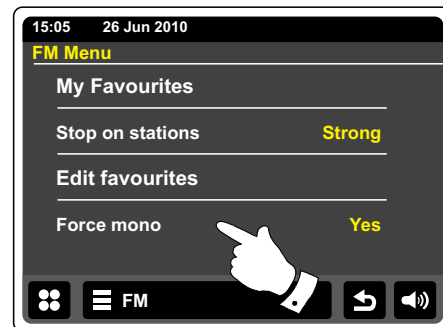 15:05 26 Jun 2010
FM Menu
My Favourites
Stop on stations Strong
Edit favourites
Force mono Yes
FM